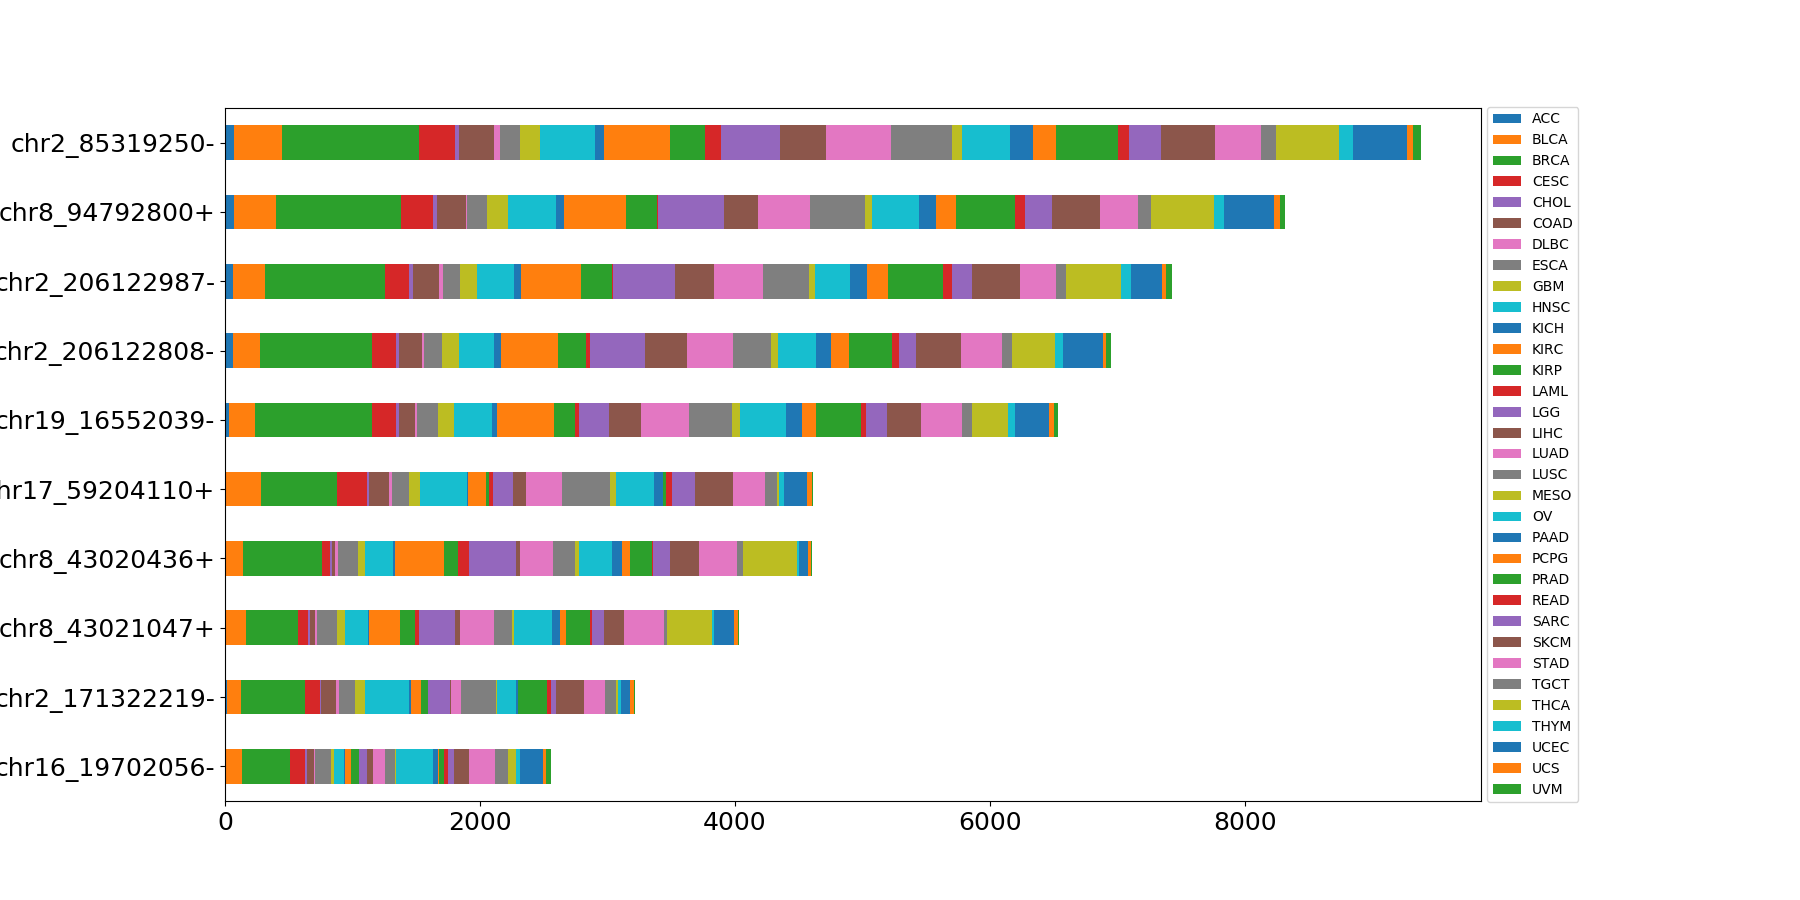 chr2_85319250-
chr8_94792800+
chr2_206122987-
chr2_206122808-
chr19_16552039-
hr17_59204110+
chr8_43020436+
chr8_43021047+
chr2_171322219-
chr16_19702056-
0 2000 4000 6000 8000
ACC
BLCA
BRCA
CESC
CHOL
COAD
DLBC
ESCA
GBM
HNSC
KICH
KIRC
KIRP
LAML
LGG
LIHC
LUAD
LUSC
MESO
OV
PAAD
PCPG
PRAD
READ
SARC
SKCM
STAD
TGCT
THCA
THYM
UCEC
UCS
UVM